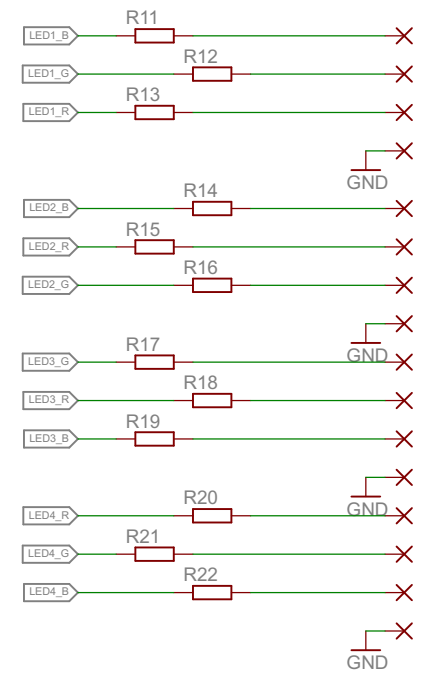 R11
LED1_B
R12
LED1_G
R13
LED1_R
GND
R14
LED2_B
R15
LED2_R
R16
LED2_G
R17
GND
LED3_G
R18
LED3_R
R19
LED3_B
R20
GND
LED4_R
R21
LED4_G
R22
LED4_B
GND